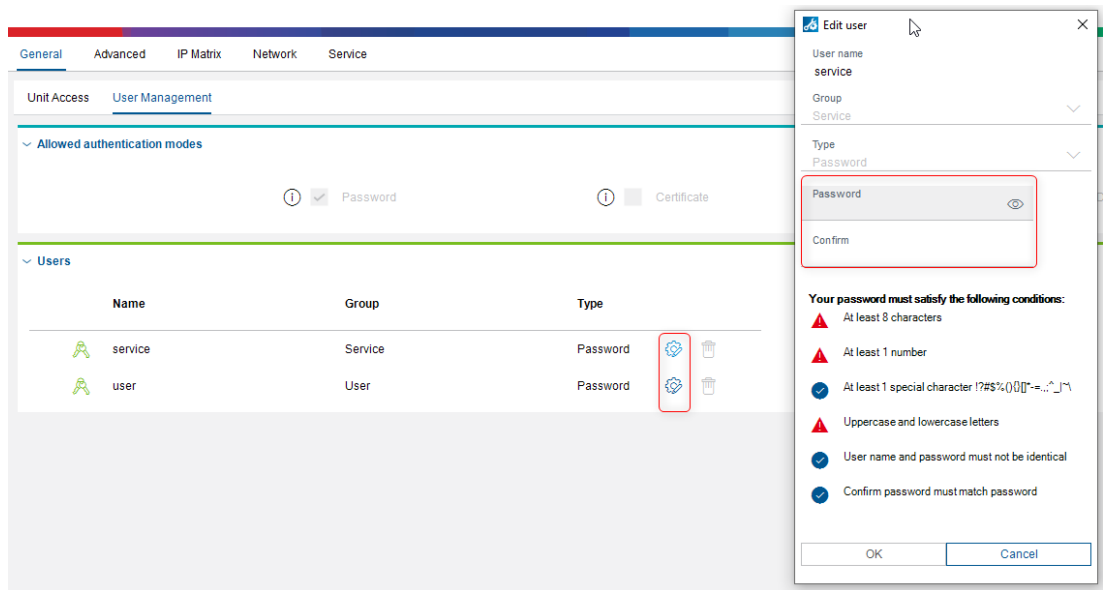 General Advanced IP Matrix Network Service
Unit Access User Management
Allowed authentication modes
Password Certificate
Users
Name Group Type
service Service Password
user User Password
Edit user
User name
service
Group
Service
Type
Password
Password
Confirm
Your password must satisfy the following conditions:
At least 8 characters
At least 1 number
At least 1 special character
Uppercase and lowercase letters
User name and password must not be identical
Confirm password must match password
OK Cancel